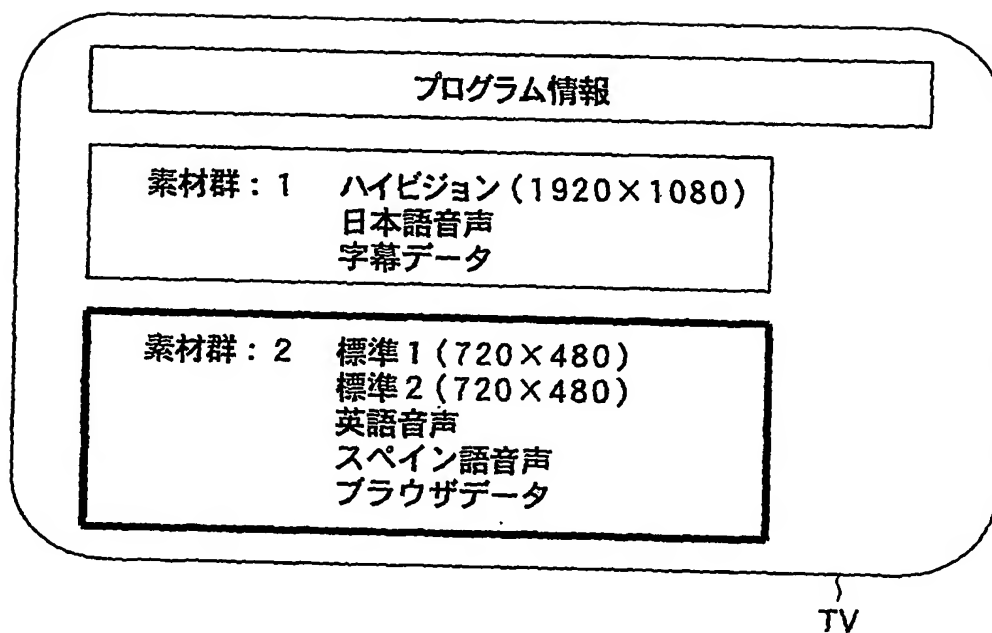 プログラム情報
素材群：1 ハイビジョン(1920×1080)
日本語音声
字幕データ
素材群：2 標準1(720×480)
標準2(720×480)
英語音声
スペイン語音声
ブラウザデータ
TV